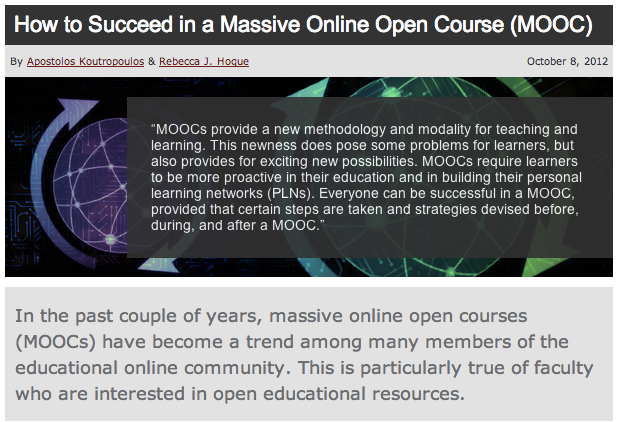 How to Succeed in a Massive Online Open Course (MOOC)
By Apostolos Koutropoulos & Rebecca J. Hogue
October 8, 2012
“MOOCs provide a new methodology and modality for teaching and
learning. This newness does pose some problems for learners, but
also provides for exciting new possibilities. MOOCs require learners
to be more proactive in their education and in building their personal
learning networks (PLNs). Everyone can be successful in a MOOC,
provided that certain steps are taken and strategies devised before,
during, and after a MOOC.”
In the past couple of years, massive online open courses
(MOOCs) have become a trend among many members of the
educational online community. This is particularly true of faculty
who are interested in open educational resources.